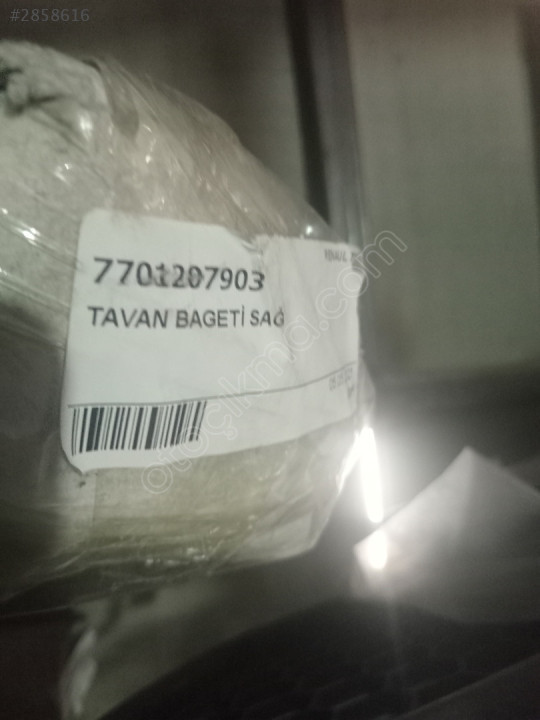 #2858616
7701207903
TAVAN BAGETİ SAĞ
otoçıkma.com